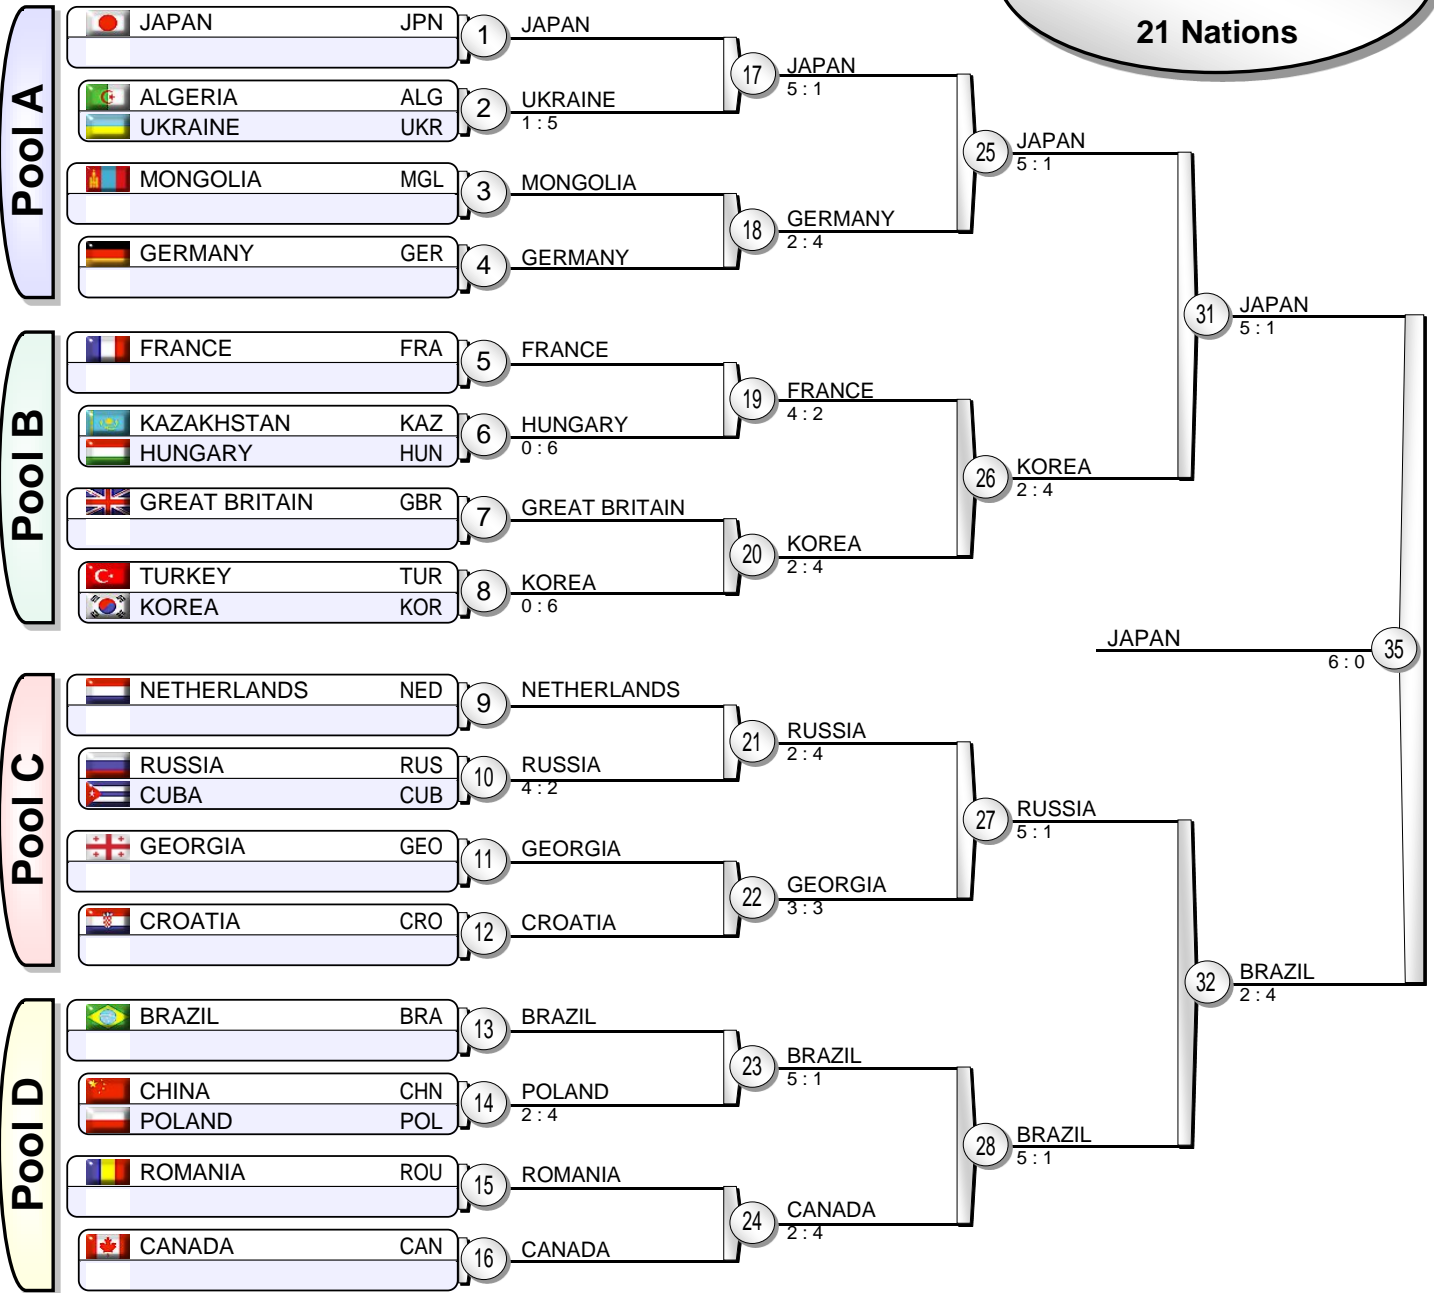 21 Nations
Pool A
JAPAN JPN
ALGERIA ALG
UKRAINE UKR
MONGOLIA MGL
GERMANY GER
Pool B
FRANCE FRA
KAZAKHSTAN KAZ
HUNGARY HUN
GREAT BRITAIN GBR
TURKEY TUR
KOREA KOR
Pool C
NETHERLANDS NED
RUSSIA RUS
CUBA CUB
GEORGIA GEO
CROATIA CRO
Pool D
BRAZIL BRA
CHINA CHN
POLAND POL
ROMANIA ROU
CANADA CAN
1 JAPAN
2 UKRAINE
1 : 5
3 MONGOLIA
4 GERMANY
5 FRANCE
6 HUNGARY
0 : 6
7 GREAT BRITAIN
8 KOREA
0 : 6
9 NETHERLANDS
10 RUSSIA
4 : 2
11 GEORGIA
12 CROATIA
13 BRAZIL
14 POLAND
2 : 4
15 ROMANIA
16 CANADA
17 JAPAN
5 : 1
18 GERMANY
2 : 4
19 FRANCE
4 : 2
20 KOREA
2 : 4
21 RUSSIA
2 : 4
22 GEORGIA
3 : 3
23 BRAZIL
5 : 1
24 CANADA
2 : 4
25 JAPAN
5 : 1
26 KOREA
2 : 4
27 RUSSIA
5 : 1
28 BRAZIL
5 : 1
31 JAPAN
5 : 1
32 BRAZIL
2 : 4
JAPAN 35
6 : 0